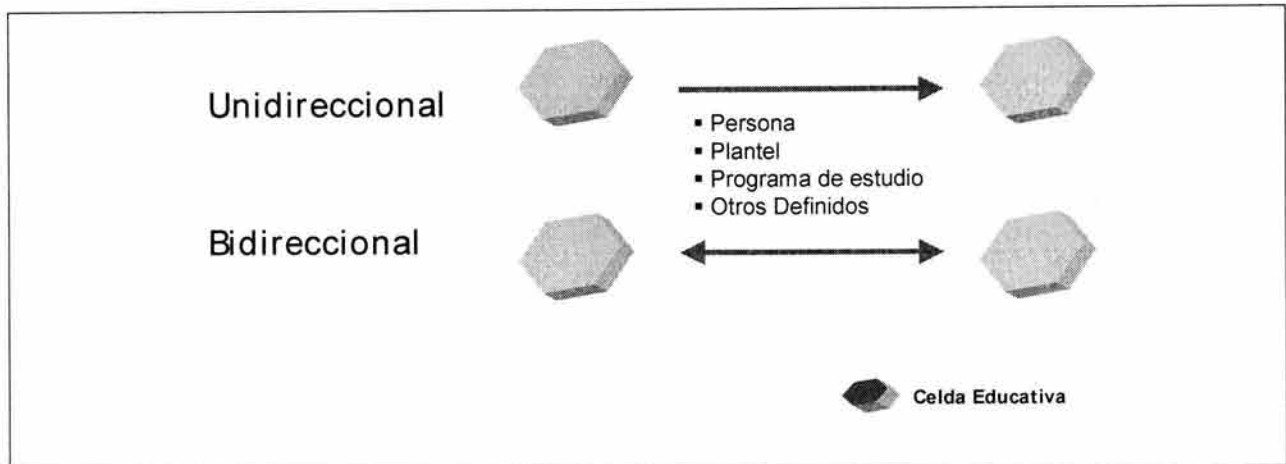 Unidireccional
▪ Persona
▪ Plantel
▪ Programa de estudio
▪ Otros Definidos
Bidireccional
Celda Educativa